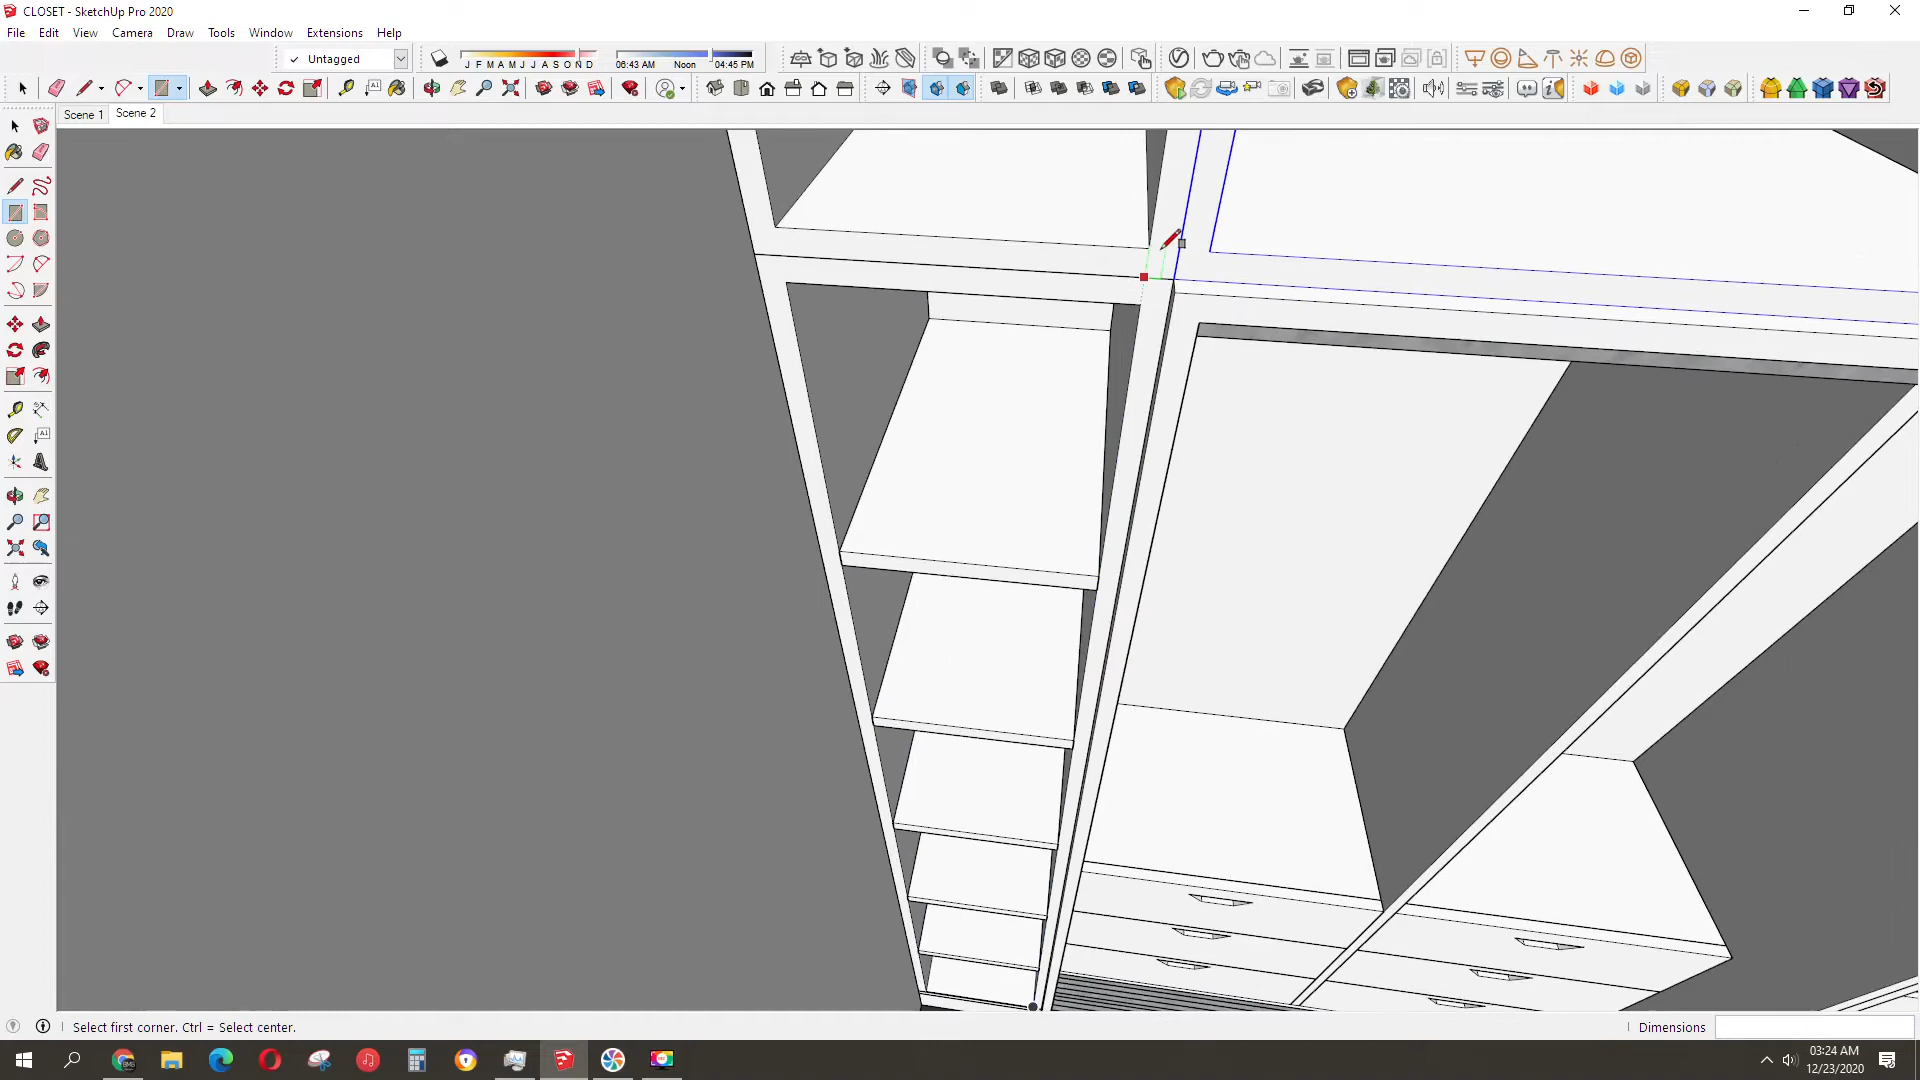 CLOSET - SketchUp Pro 2020
File Edit View Camera Draw Tools Window Extensions Help
✓ Untagged
J F M A M J J A S O N D
06:43 AM Noon 04:45 PM
Scene 1 Scene 2
Select first corner. Ctrl = Select center.
Dimensions
03:24 AM
12/23/2020